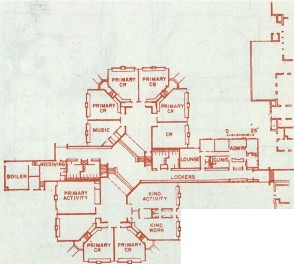 PRIMARY CR
PRIMARY CR
PRIMARY CR
PRIMARY CR
MUSIC
CR
0 25'
ADMIN
RECEIVING
LOUNGE
CLINIC
BOILER
LOCKERS
PRIMARY ACTIVITY
KIND ACTIVITY
KIND WORK
PRIMARY CR
PRIMARY CR